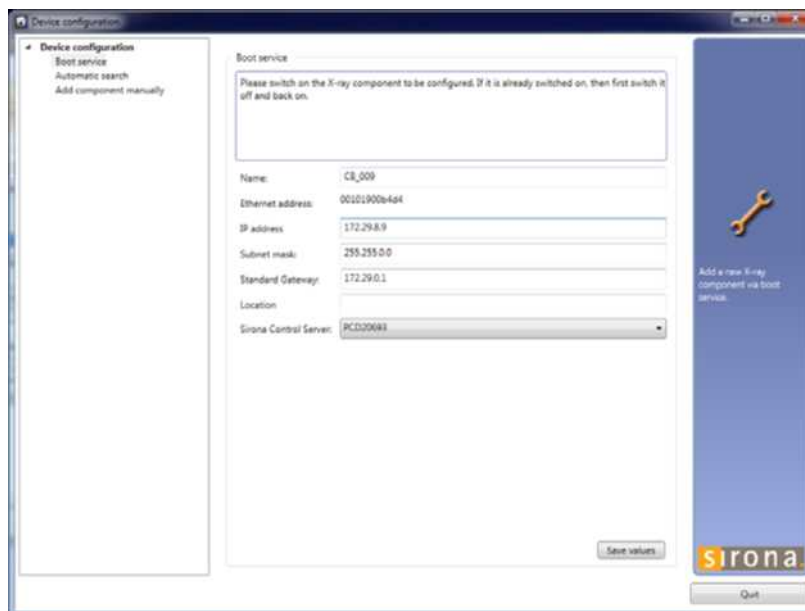 Device configuration
Device configuration
Boot service
Automatic search
Add component manually
Boot service
Please switch on the X-ray component to be configured. If it is already switched on, then first switch it
off and back on.
Name:
CB_009
Ethernet address:
00101900b4d4
IP address
172.29.8.9
Subnet mask:
255.255.0.0
Standard Gateway:
172.29.0.1
Location
Sirona Control Server:
PCD20693
Save values
Add a new X-ray
component via boot
service.
sirona.
Quit